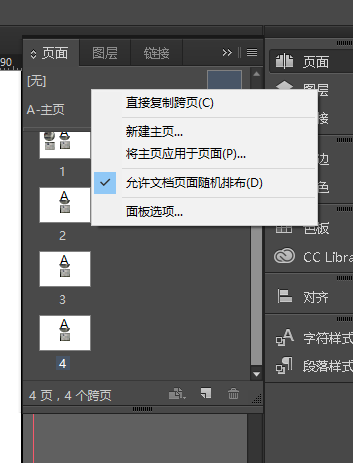 90
页面
图层
链接
[无]
A-主页
直接复制跨页(C)
新建主页...
将主页应用于页面(P)...
允许文档页面随机排布(D)
面板选项...
A
1
A
2
A
3
A
4
4 页，4 个跨页
页面
图层
接
边
色
色板
CC Libra
对齐
字符样式
段落样式